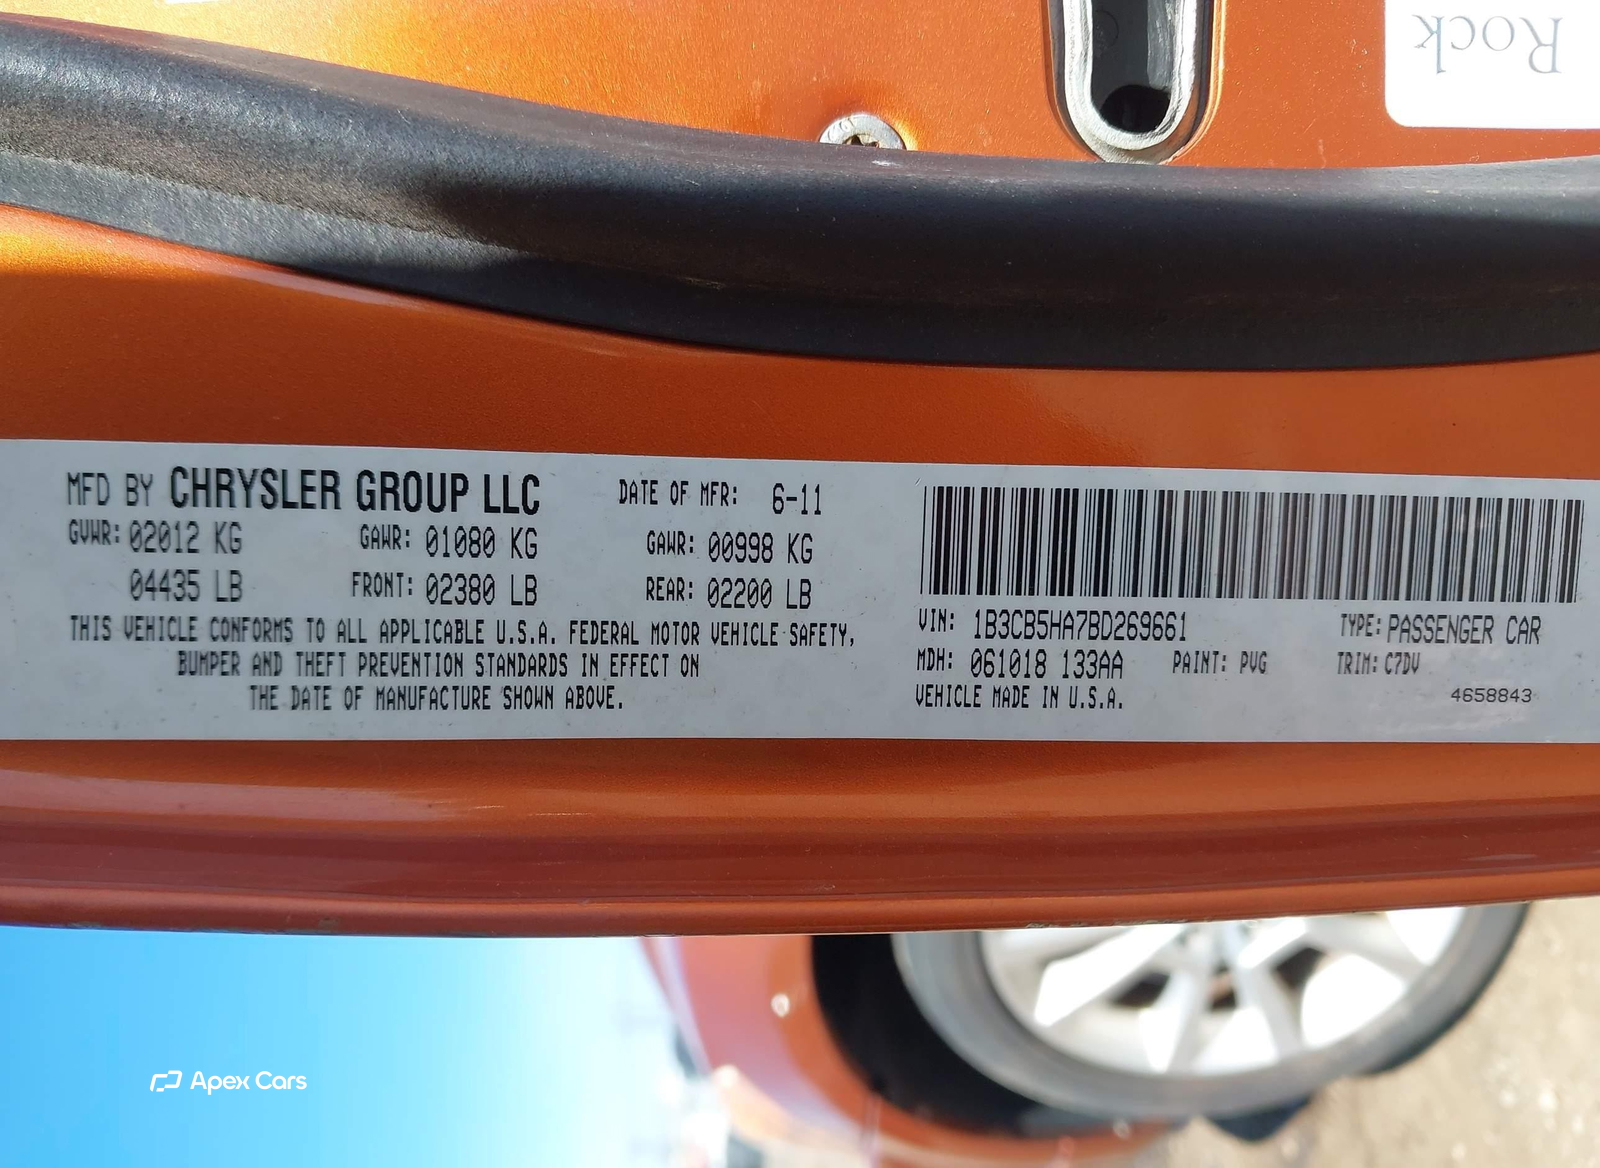 Rock
MFD BY CHRYSLER GROUP LLC DATE OF MFR: 6-11
GVWR: 02012 KG GAWR: 01080 KG GAWR: 00998 KG
04435 LB FRONT: 02380 LB REAR: 02200 LB
THIS VEHICLE CONFORMS TO ALL APPLICABLE U.S.A. FEDERAL MOTOR VEHICLE SAFETY,
BUMPER AND THEFT PREVENTION STANDARDS IN EFFECT ON
THE DATE OF MANUFACTURE SHOWN ABOVE.
VIN: 1B3CB5HA7BD269661 TYPE: PASSENGER CAR
MDH: 061018 133AA PAINT: PVG TRIM: C7DV
VEHICLE MADE IN U.S.A. 4658843
Apex Cars